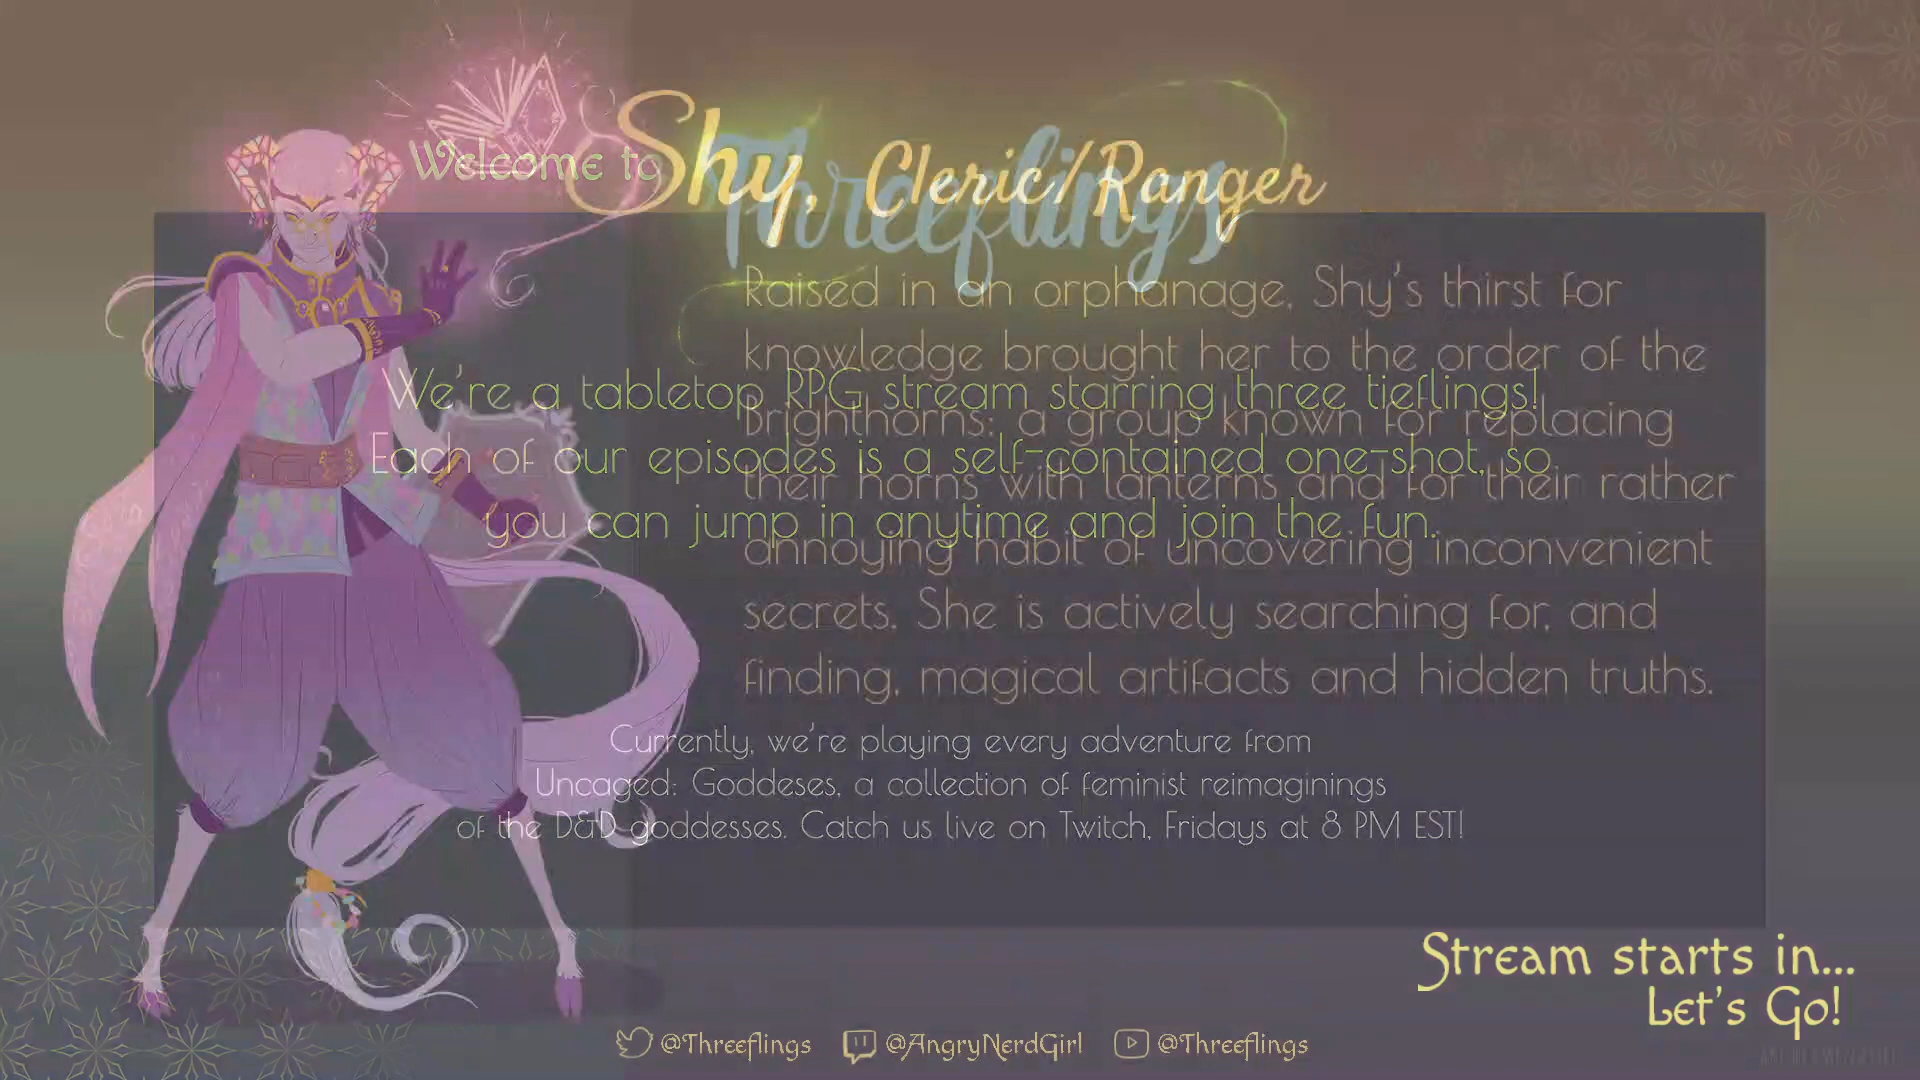 Welcome to
Threeflings
Shy, Cleric/Ranger
Raised in an orphanage, Shy's thirst for
knowledge brought her to the order of the
Brighthorns: a group known for replacing
their horns with lanterns and for their rather
annoying habit of uncovering inconvenient
secrets. She is actively searching for, and
finding, magical artifacts and hidden truths.
We're a tabletop RPG stream starring three tieflings!
Each of our episodes is a self-contained one-shot, so
you can jump in anytime and join the fun.
Currently, we're playing every adventure from
Uncaged: Goddeses, a collection of feminist reimaginings
of the D&D goddesses. Catch us live on Twitch, Fridays at 8 PM EST!
Stream starts in...
Let's Go!
@Threeflings @AngryNerdGirl @Threeflings